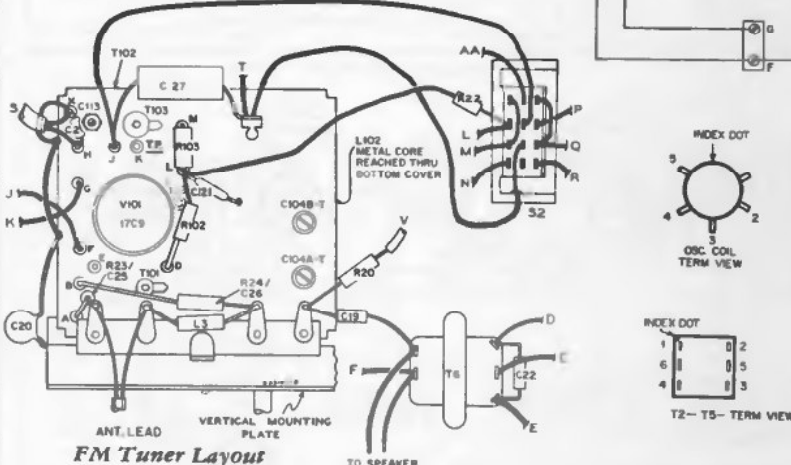 T102
C 27
T
AA
G
F
S
X
C113
C2
T103
M
R103
R22
P
H
J
T.P.
K
L
L
M
Q
N
R
S2
INDEX DOT
5
4
3
2
OSC. COIL
TERM VIEW
L102
METAL CORE
REACHED THRU
BOTTOM COVER
G
C121
J
K
V101
17C9
R102
C104B-T
V
F
E
D
R23/
C25
T101
C104A-T
R20
B
R24/
C26
A
L3
C19
C20
D
INDEX DOT
1
2
6
5
4
3
T2-T5-TERM VIEW
F
T6
E
C22
E
ANT. LEAD
VERTICAL MOUNTING
PLATE
FM Tuner Layout
TO SPEAKER